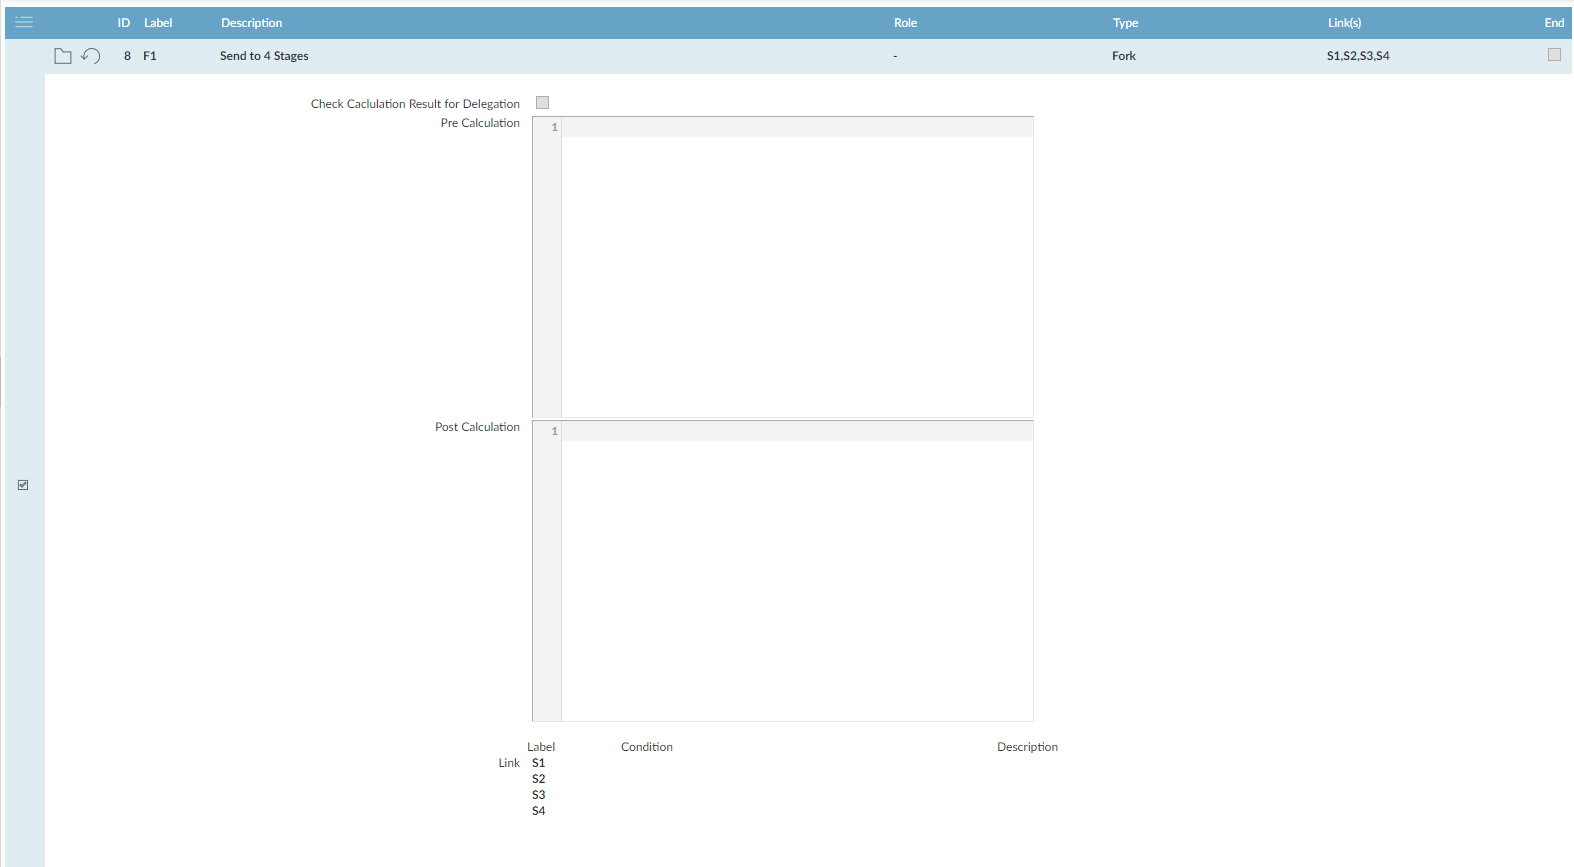 ID Label Description Role Type Link(s) End
8 F1 Send to 4 Stages - Fork S1,S2,S3,S4
Check Caclulation Result for Delegation
Pre Calculation
1
Post Calculation
1
Label Condition Description
Link S1
S2
S3
S4